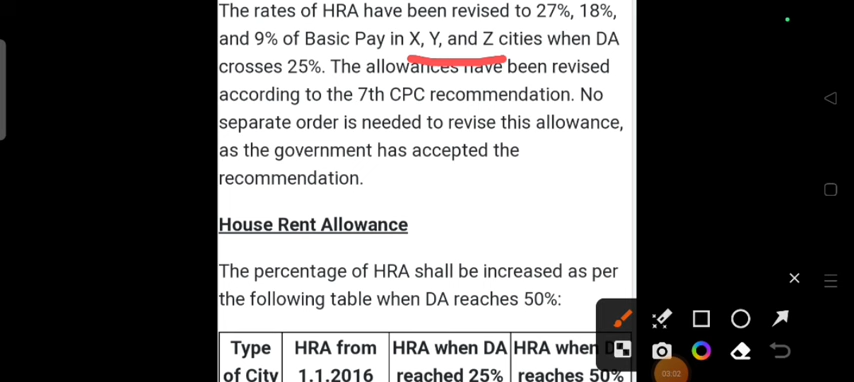 The rates of HRA have been revised to 27%, 18%,
and 9% of Basic Pay in X, Y, and Z cities when DA
crosses 25%. The allowances have been revised
according to the 7th CPC recommendation. No
separate order is needed to revise this allowance,
as the government has accepted the
recommendation.
House Rent Allowance
The percentage of HRA shall be increased as per
the following table when DA reaches 50%:
Type of City
HRA from 1.1.2016
HRA when DA reached 25%
HRA when D reaches 50%
03:02